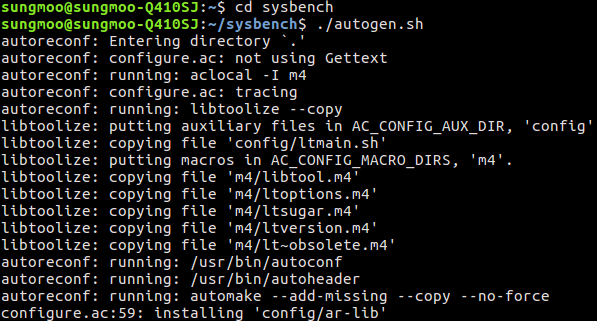 sungmoo@sungmoo-Q410SJ:~$ cd sysbench
sungmoo@sungmoo-Q410SJ:~/sysbench$ ./autogen.sh
autoreconf: Entering directory `.'
autoreconf: configure.ac: not using Gettext
autoreconf: running: aclocal -I m4
autoreconf: configure.ac: tracing
autoreconf: running: libtoolize --copy
libtoolize: putting auxiliary files in AC_CONFIG_AUX_DIR, 'config'
libtoolize: copying file 'config/ltmain.sh'
libtoolize: putting macros in AC_CONFIG_MACRO_DIRS, 'm4'.
libtoolize: copying file 'm4/libtool.m4'
libtoolize: copying file 'm4/ltoptions.m4'
libtoolize: copying file 'm4/ltsugar.m4'
libtoolize: copying file 'm4/ltversion.m4'
libtoolize: copying file 'm4/lt~obsolete.m4'
autoreconf: running: /usr/bin/autoconf
autoreconf: running: /usr/bin/autoheader
autoreconf: running: automake --add-missing --copy --no-force
configure.ac:59: installing 'config/ar-lib'